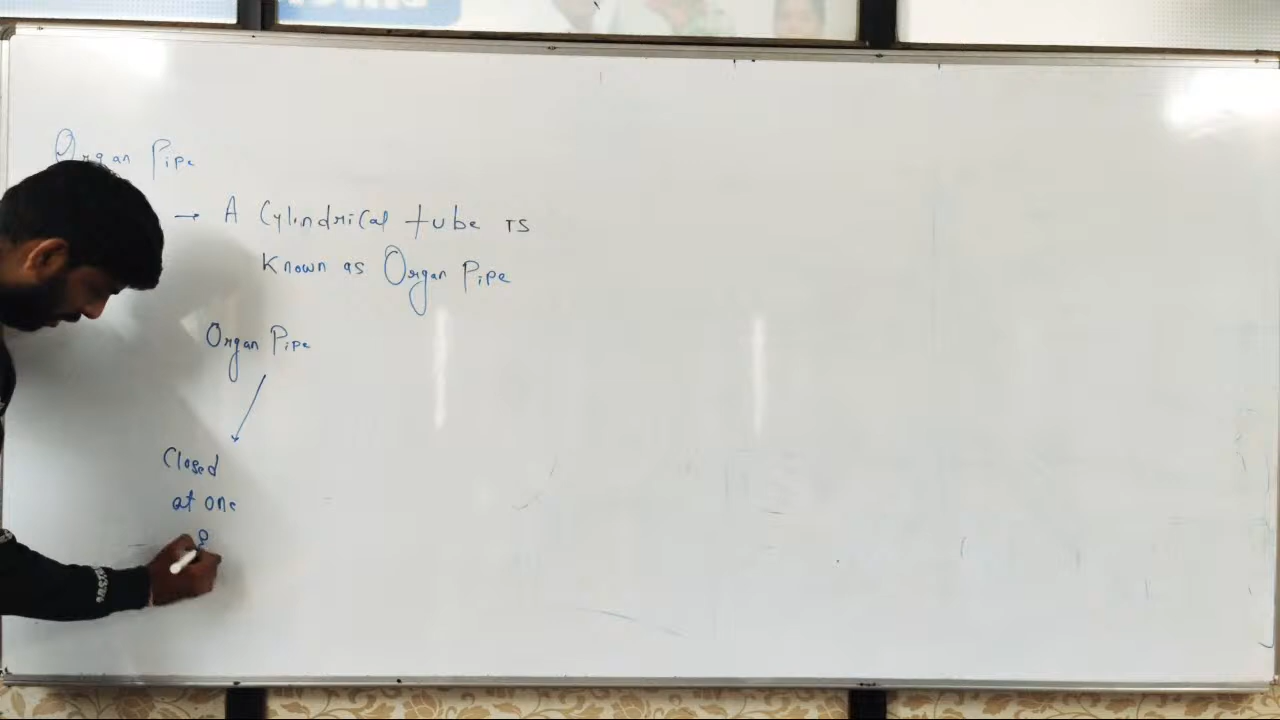 Organ Pipe
→ A Cylindrical tube is
known as Organ Pipe
Organ Pipe
Closed
at one